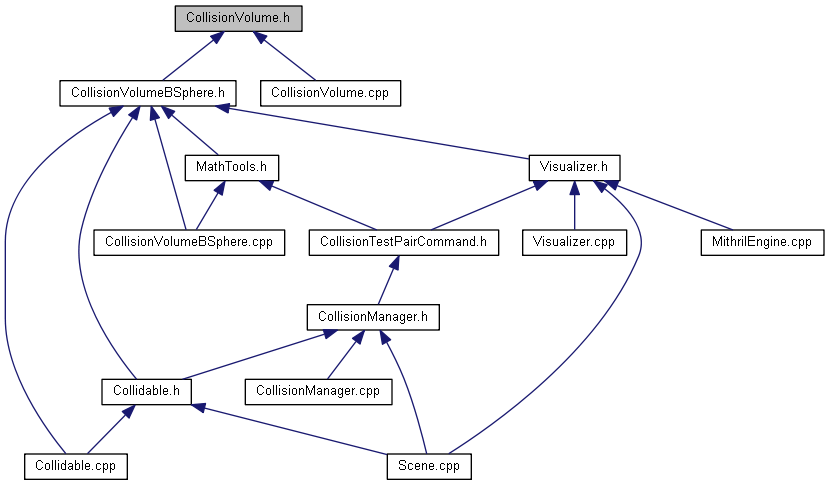 CollisionVolume.h
CollisionVolumeBSphere.h
CollisionVolume.cpp
MathTools.h
Visualizer.h
CollisionVolumeBSphere.cpp
CollisionTestPairCommand.h
Visualizer.cpp
MithrilEngine.cpp
CollisionManager.h
Collidable.h
CollisionManager.cpp
Collidable.cpp
Scene.cpp